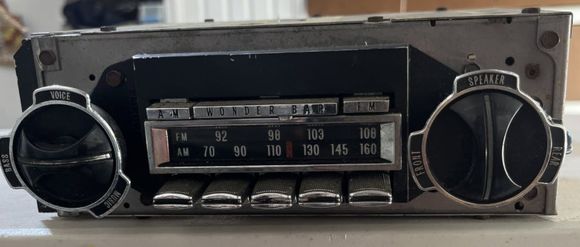 VOICE
BASS
MUSIC
AM WONDER BAR FM
FM 92 98 103 108
AM 70 90 110 130 145 160
SPEAKER
FRONT
REAR